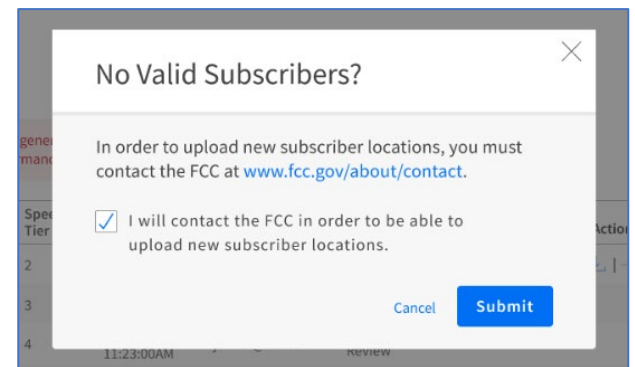 No Valid Subscribers?
In order to upload new subscriber locations, you must
contact the FCC at www.fcc.gov/about/contact.
I will contact the FCC in order to be able to
upload new subscriber locations.
Cancel Submit
Tier
2
3
4
11:23:00AM Review